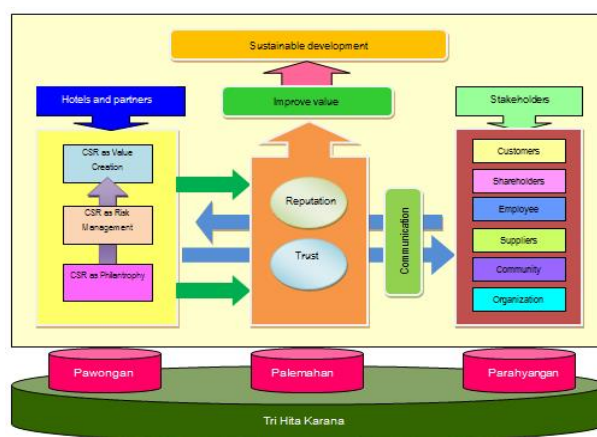 Sustainable development
Hotels and partners
Improve value
Stakeholders
CSR as Value
Creation
CSR as Risk
Management
CSR as Philantrophy
Reputation
Trust
Communication
Customers
Shareholders
Employee
Suppliers
Community
Organization
Pawongan
Palemahan
Parahyangan
Tri Hita Karana